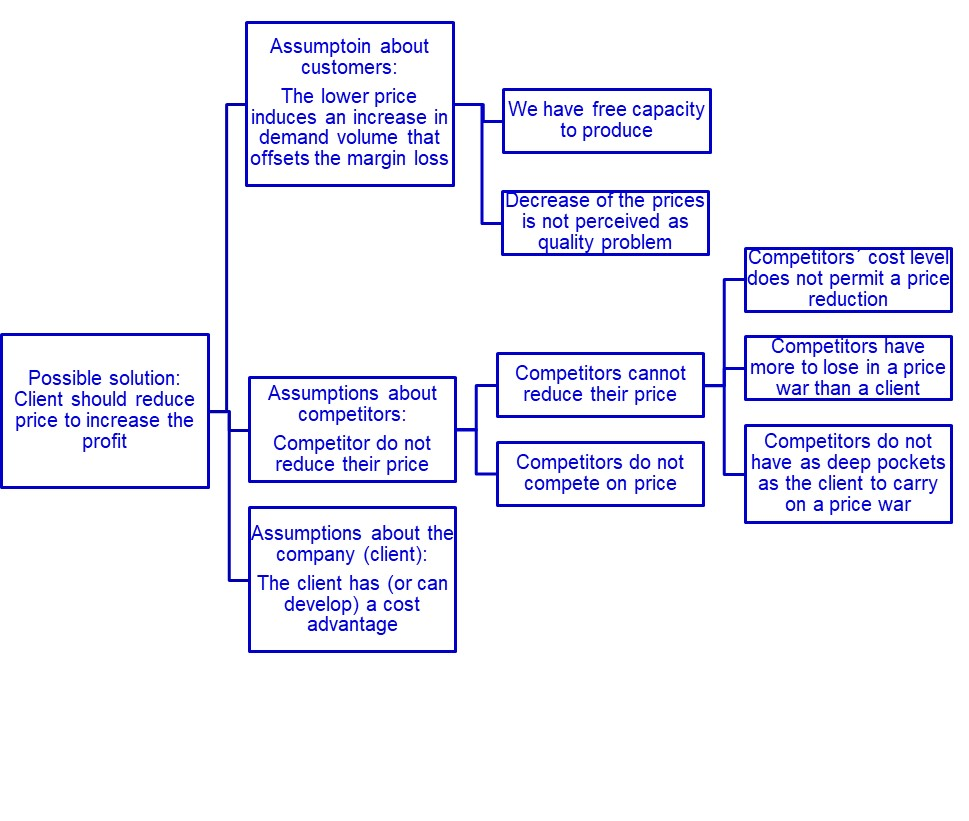 Assumptoin about
customers:
The lower price
induces an increase in
demand volume that
offsets the margin loss
We have free capacity
to produce
Decrease of the prices
is not perceived as
quality problem
Competitors´ cost level
does not permit a price
reduction
Possible solution:
Client should reduce
price to increase the
profit
Assumptions about
competitors:
Competitor do not
reduce their price
Competitors cannot
reduce their price
Competitors have
more to lose in a price
war than a client
Competitors do not
compete on price
Competitors do not
have as deep pockets
as the client to carry
on a price war
Assumptions about the
company (client):
The client has (or can
develop) a cost
advantage